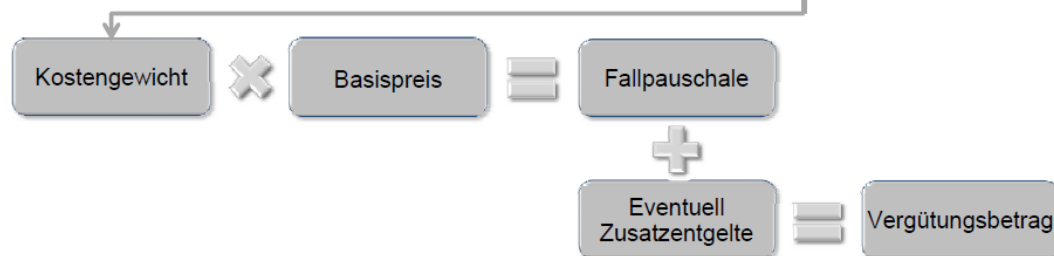 Kostengewicht
Basispreis
Fallpauschale
Eventuell
Zusatzentgelte
Vergütungsbetrag